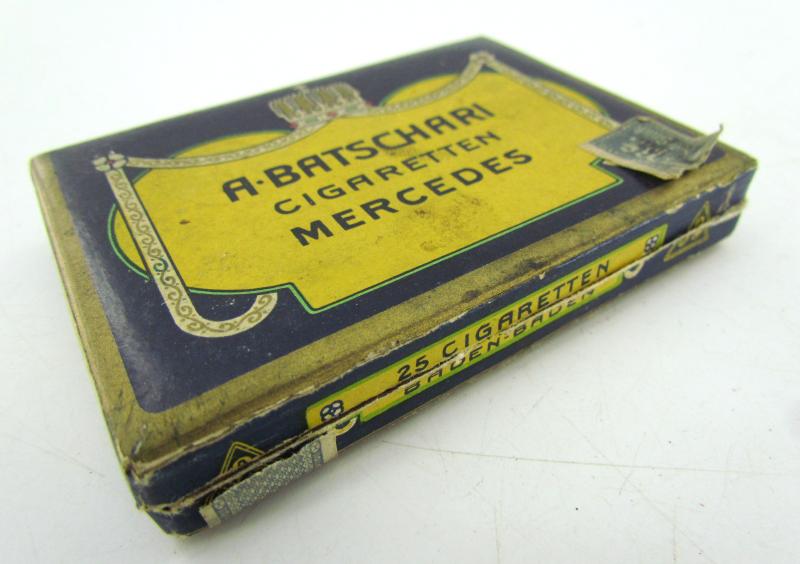 A·BATSCHARI
CIGARETTEN
MERCEDES
25 CIGARETTEN
BADEN-BADEN